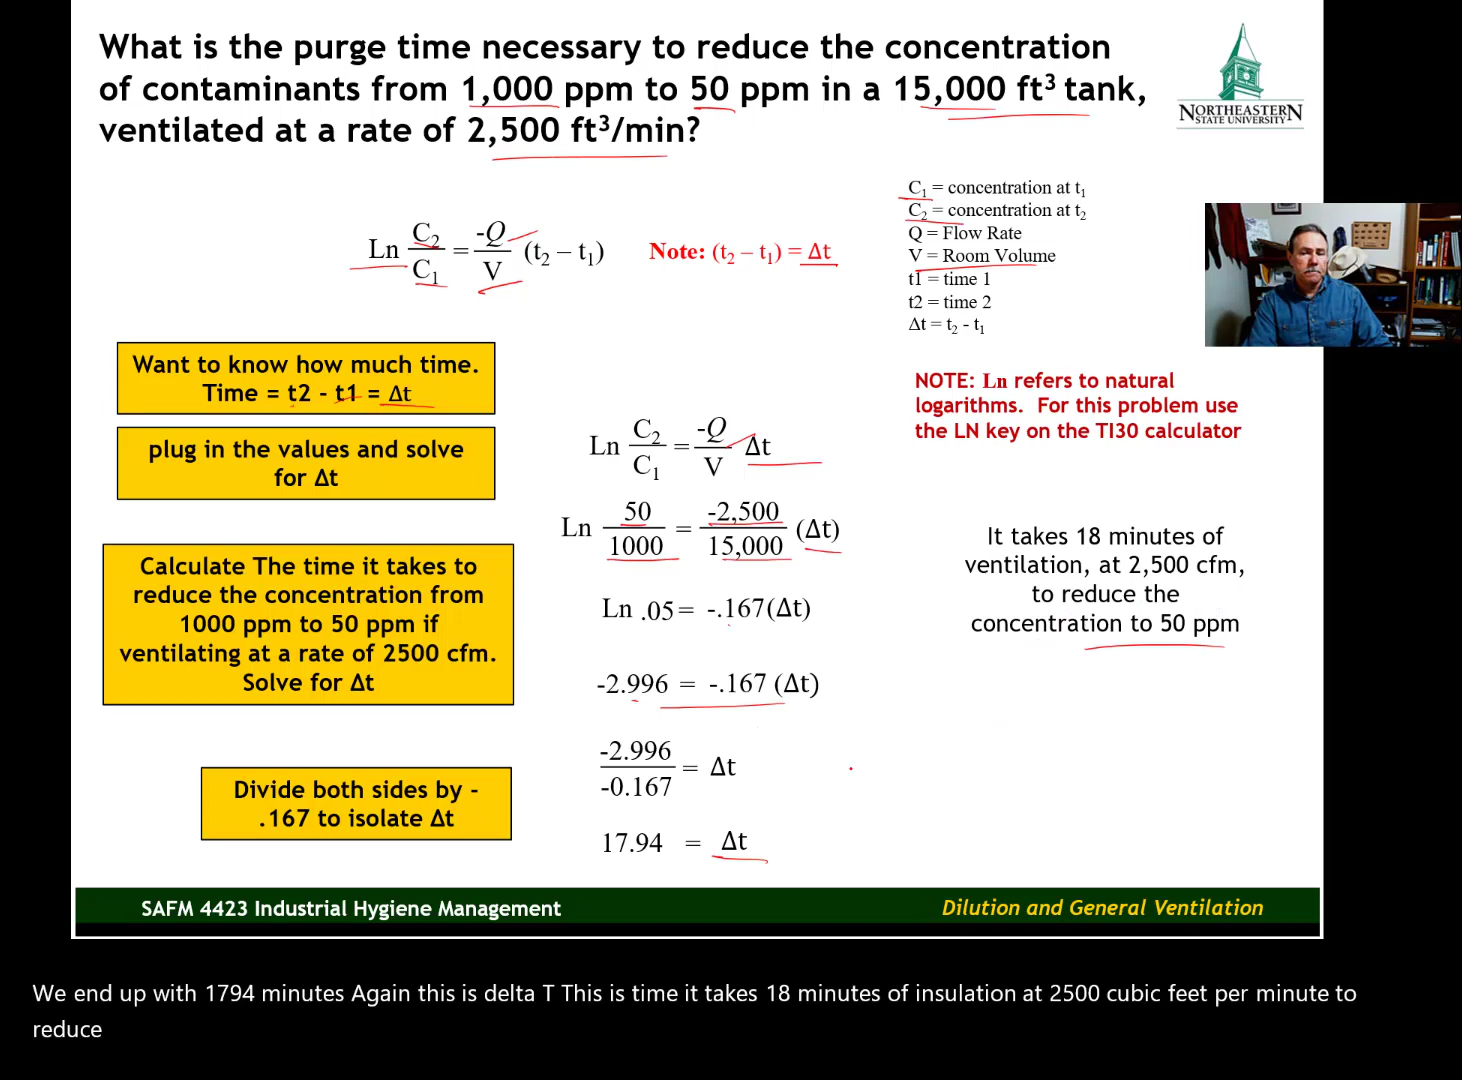 What is the purge time necessary to reduce the concentration
of contaminants from 1,000 ppm to 50 ppm in a 15,000 ft³ tank,
ventilated at a rate of 2,500 ft³/min?
NORTHEASTERN
STATE UNIVERSITY
C₁ = concentration at t₁
C₂ = concentration at t₂
Q = Flow Rate
V = Room Volume
t1 = time 1
t2 = time 2
Δt = t₂ - t₁
Ln C₂/C₁ = -Q/V (t₂ – t₁)
Note: (t₂ – t₁) = Δt
Want to know how much time.
Time = t2 - t1 = Δt
NOTE: Ln refers to natural
logarithms. For this problem use
the LN key on the TI30 calculator
plug in the values and solve
for Δt
Ln C₂/C₁ = -Q/V Δt
Ln 50/1000 = -2,500/15,000 (Δt)
Calculate The time it takes to
reduce the concentration from
1000 ppm to 50 ppm if
ventilating at a rate of 2500 cfm.
Solve for Δt
Ln .05 = -.167(Δt)
-2.996 = -.167 (Δt)
It takes 18 minutes of
ventilation, at 2,500 cfm,
to reduce the
concentration to 50 ppm
Divide both sides by -
.167 to isolate Δt
-2.996/-0.167 = Δt
17.94 = Δt
SAFM 4423 Industrial Hygiene Management
Dilution and General Ventilation
We end up with 1794 minutes Again this is delta T This is time it takes 18 minutes of insulation at 2500 cubic feet per minute to
reduce